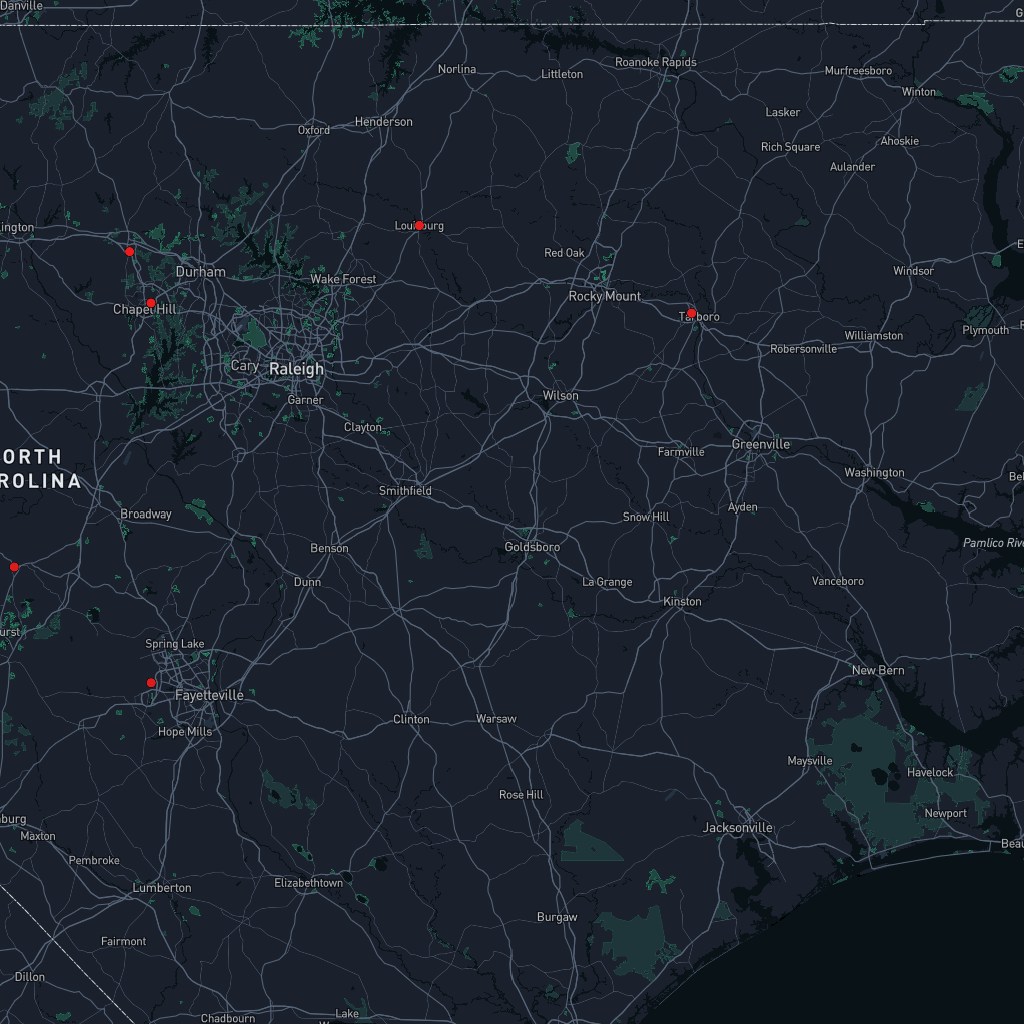 Danville
G
Norlina
Littleton
Roanoke Rapids
Murfreesboro
Winton
Oxford
Henderson
Lasker
Rich Square
Ahoskie
Aulander
Louisburg
lington
Durham
Wake Forest
Red Oak
Windsor
E
Chapel Hill
Rocky Mount
Tarboro
Williamston
Plymouth
Robersonville
Cary
Raleigh
Garner
Wilson
Clayton
Farmville
Greenville
ORTH
ROLINA
Washington
Bel
Smithfield
Broadway
Ayden
Snow Hill
Benson
Goldsboro
Pamlico Rive
Dunn
La Grange
Vanceboro
Kinston
urst
Spring Lake
New Bern
Fayetteville
Clinton
Warsaw
Hope Mills
Maysville
Havelock
Rose Hill
Newport
nburg
Maxton
Jacksonville
Beau
Pembroke
Lumberton
Elizabethtown
Burgaw
Fairmont
Dillon
Chadbourn
Lake